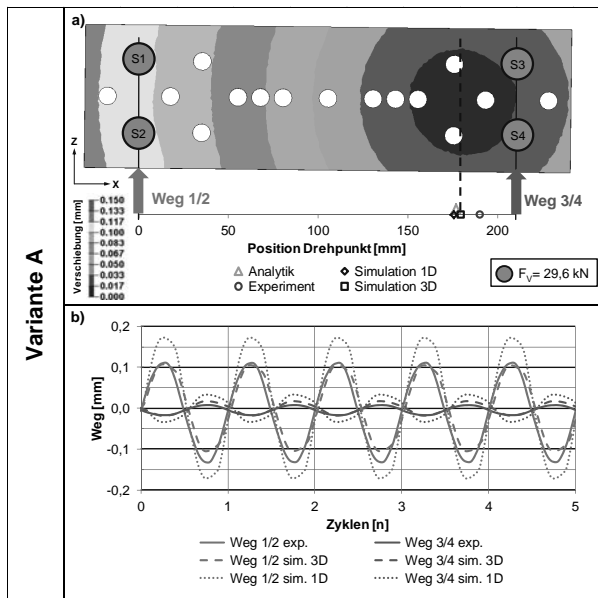 Variante A
a)
S1
S2
S3
S4
Z
X
Weg 1/2
Weg 3/4
Verschiebung [mm]
0.150
0.133
0.117
0.100
0.083
0.067
0.050
0.033
0.017
0.000
0
50
100
150
200
Position Drehpunkt [mm]
Analytik
Simulation 1D
Experiment
Simulation 3D
FV= 29,6 kN
b)
Weg [mm]
0,2
0,1
0,0
-0,1
-0,2
0
1
2
3
4
5
Zyklen [n]
Weg 1/2 exp.
Weg 3/4 exp.
Weg 1/2 sim. 3D
Weg 3/4 sim. 3D
Weg 1/2 sim. 1D
Weg 3/4 sim. 1D